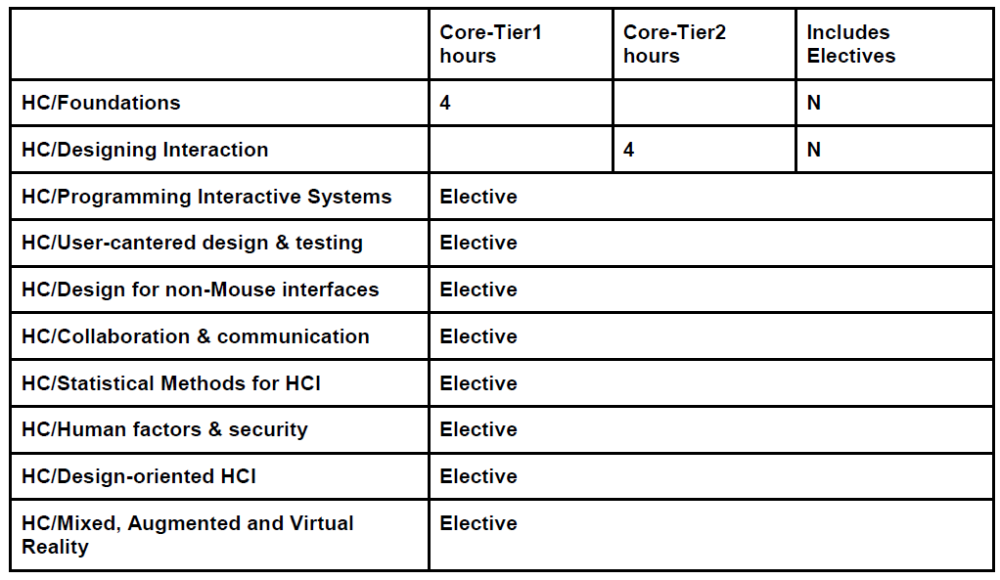 Core-Tier1 hours
Core-Tier2 hours
Includes Electives
HC/Foundations 4 N
HC/Designing Interaction 4 N
HC/Programming Interactive Systems Elective
HC/User-cantered design & testing Elective
HC/Design for non-Mouse interfaces Elective
HC/Collaboration & communication Elective
HC/Statistical Methods for HCI Elective
HC/Human factors & security Elective
HC/Design-oriented HCI Elective
HC/Mixed, Augmented and Virtual
Reality
Elective